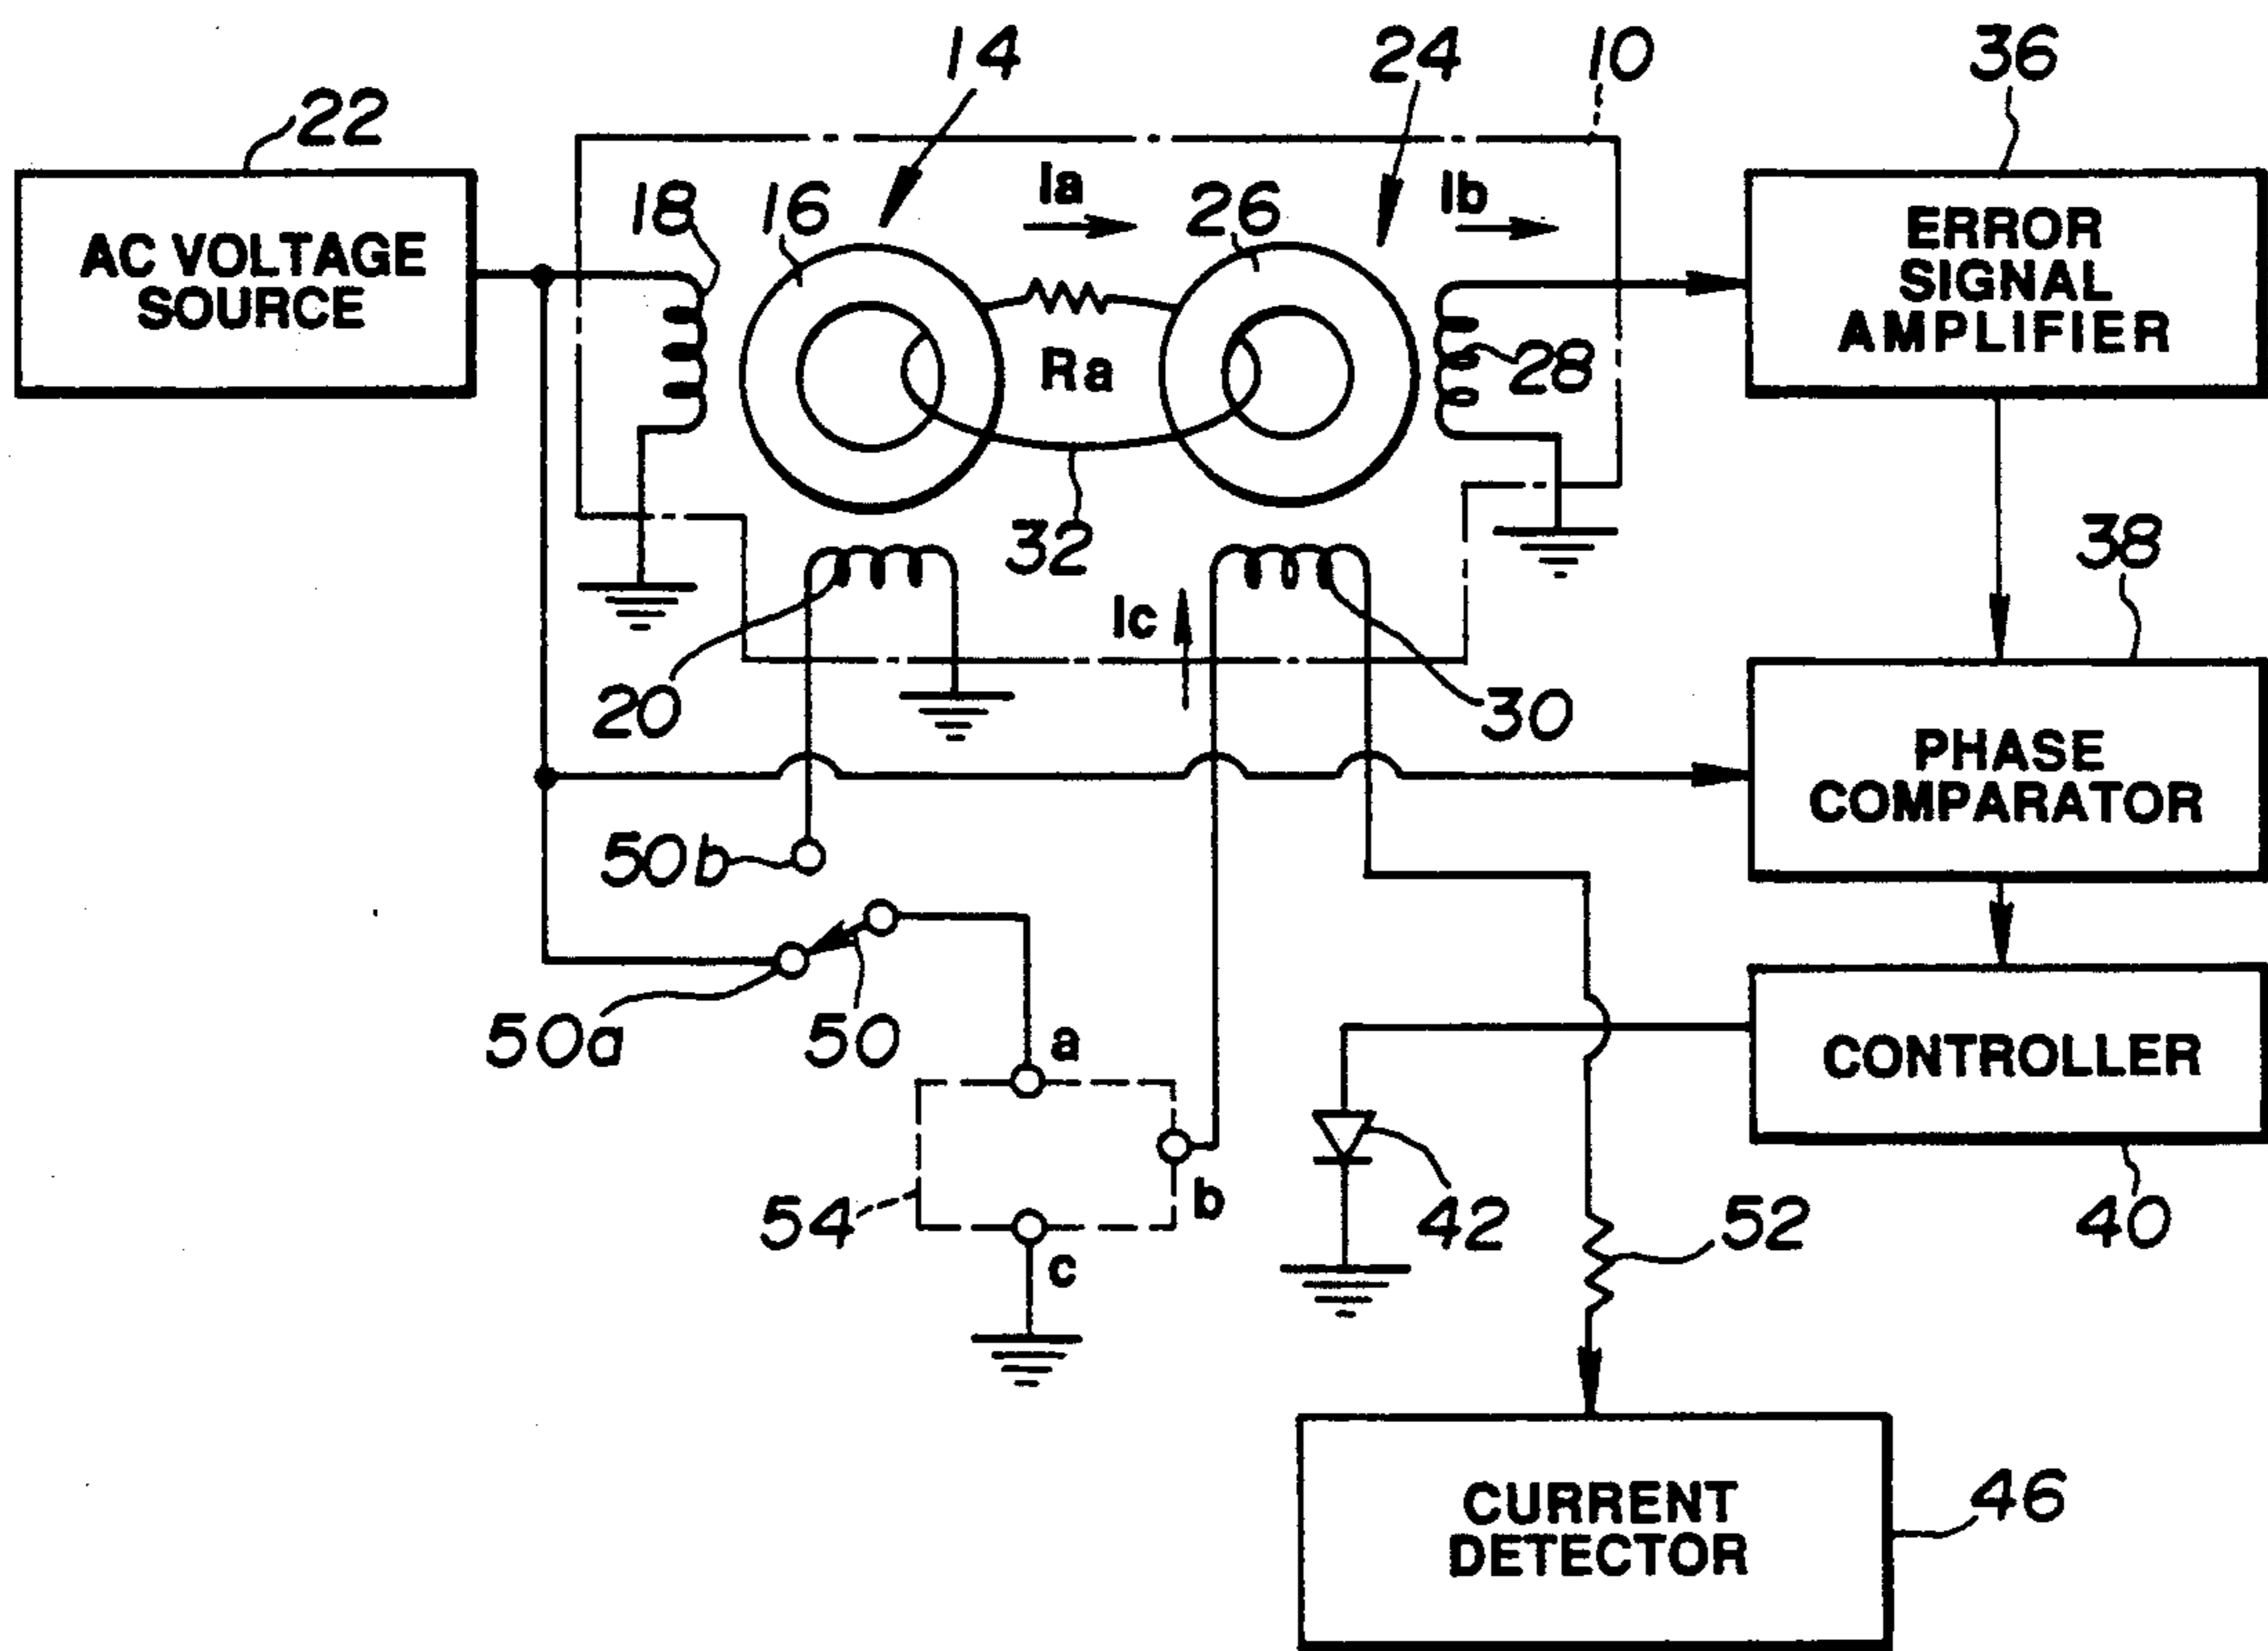 14
24
10
36
22
AC VOLTAGE
SOURCE
18
16
Ia
26
Ib
ERROR
SIGNAL
AMPLIFIER
Ra
28
32
38
Ic
20
30
PHASE
COMPARATOR
50b
50a
50
a
CONTROLLER
54
b
42
52
40
c
CURRENT
DETECTOR
46